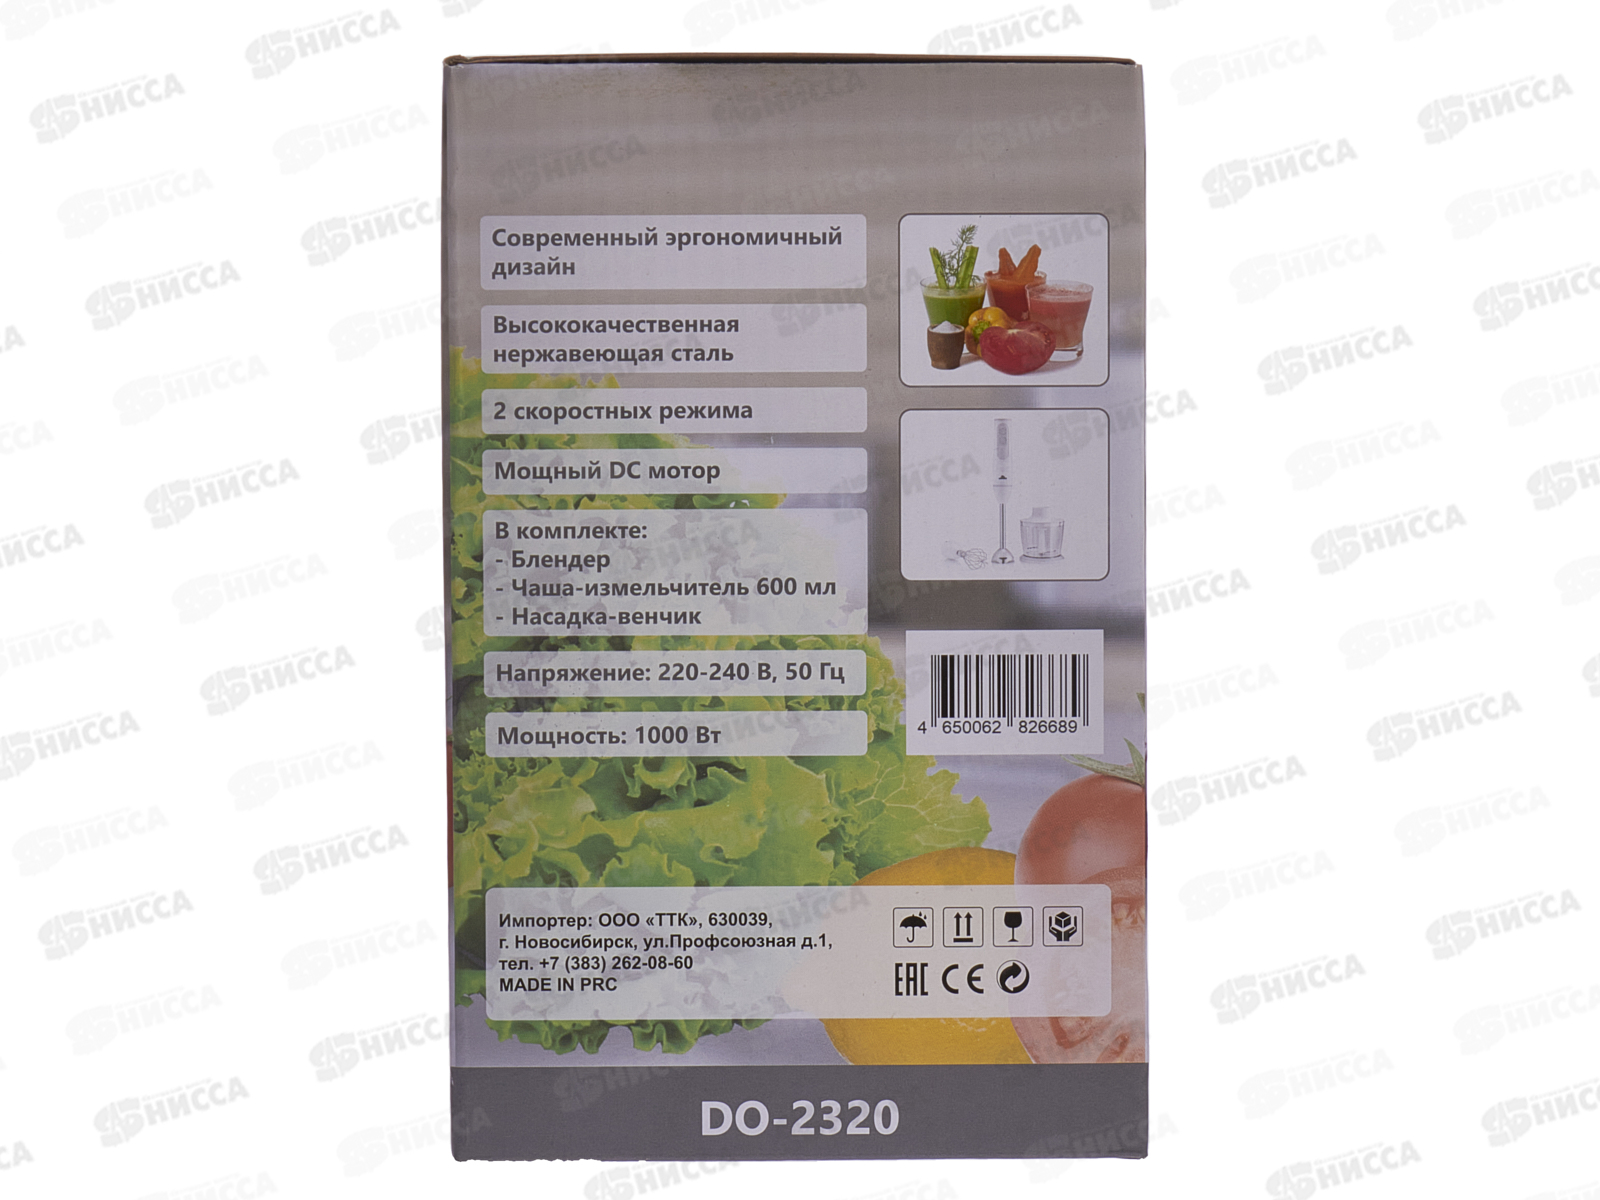 Современный эргономичный
дизайн
Высококачественная
нержавеющая сталь
2 скоростных режима
Мощный DC мотор
В комплекте:
- Блендер
- Чаша-измельчитель 600 мл
- Насадка-венчик
Напряжение: 220-240 В, 50 Гц
Мощность: 1000 Вт
4 650062 826689
Импортер: ООО «ТТК», 630039,
г. Новосибирск, ул.Профсоюзная д.1,
тел. +7 (383) 262-08-60
MADE IN PRC
EAC CE
DO-2320
НИССА